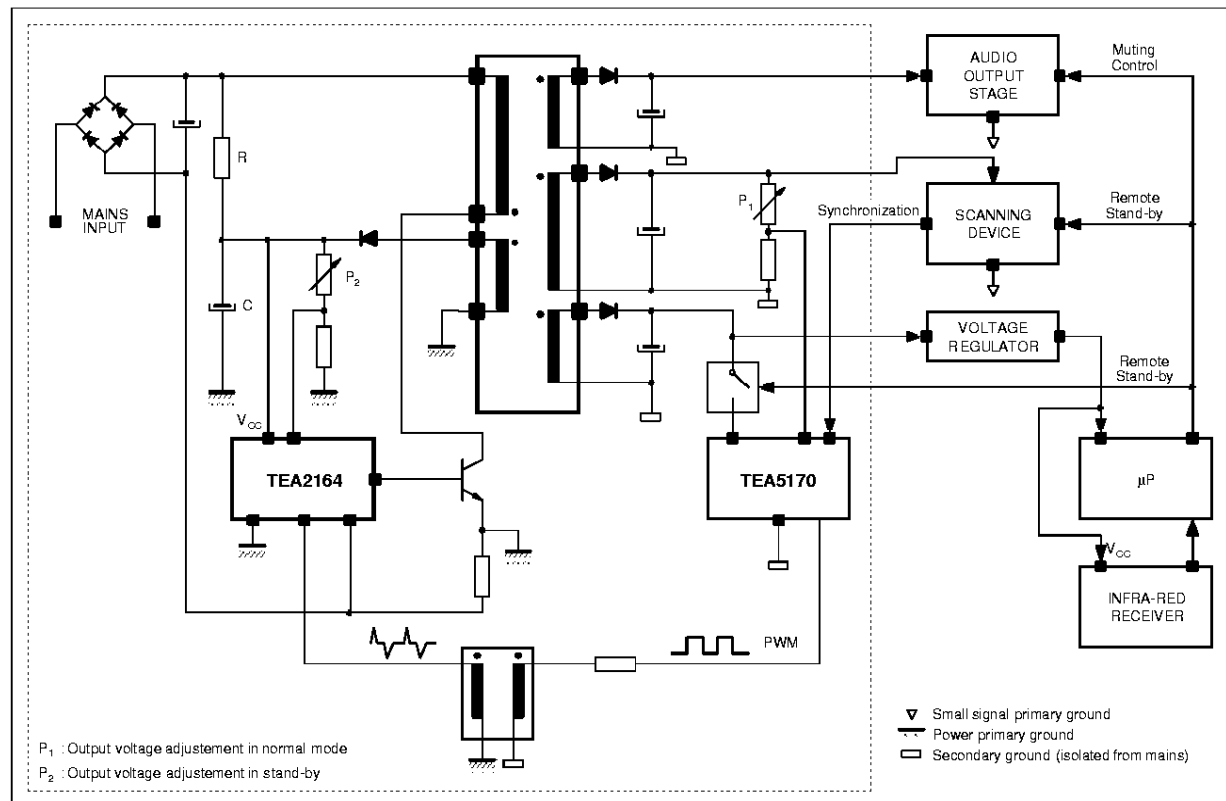 AUDIO
OUTPUT
STAGE
Muting
Control
R
MAINS
INPUT
P1
Synchronization
SCANNING
DEVICE
Remote
Stand-by
P2
C
VOLTAGE
REGULATOR
Remote
Stand-by
VCC
TEA2164
TEA5170
µP
VCC
INFRA-RED
RECEIVER
PWM
P1 : Output voltage adjustement in normal mode
P2 : Output voltage adjustement in stand-by
Small signal primary ground
Power primary ground
Secondary ground (isolated from mains)